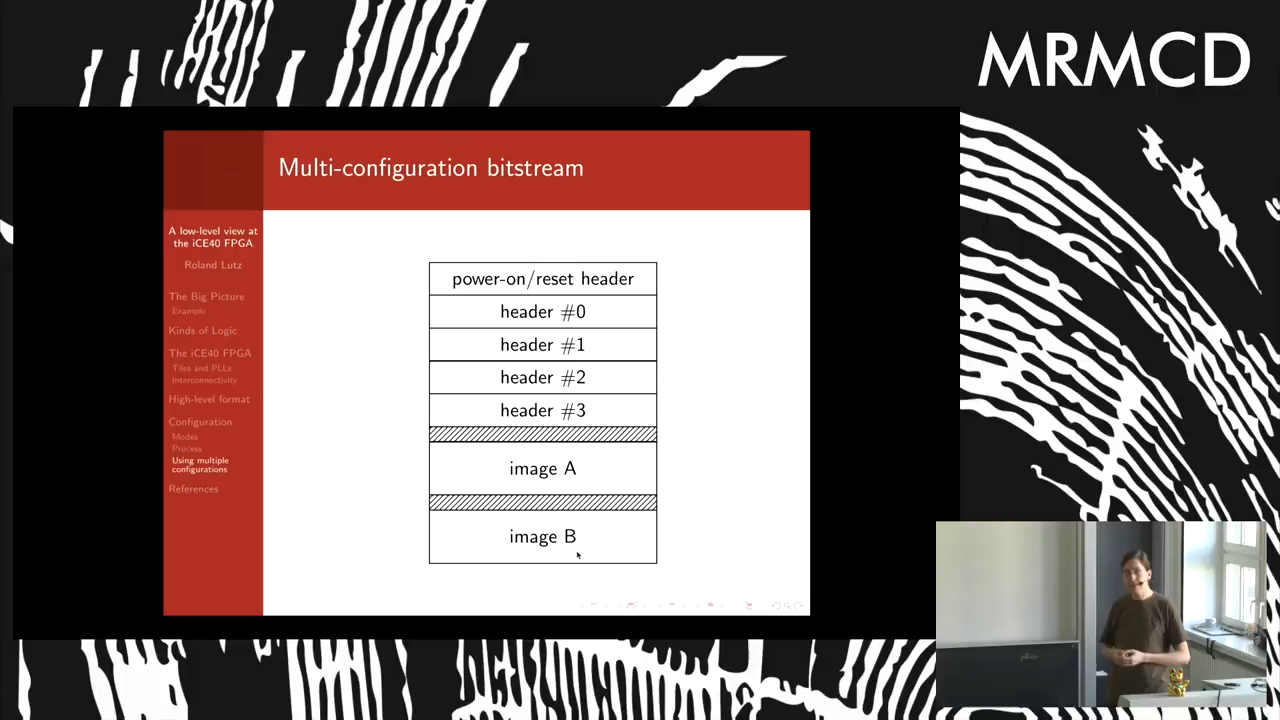 MRMCD
Multi-configuration bitstream
A low-level view at
the iCE40 FPGA
Roland Lutz
The Big Picture
Example
Kinds of Logic
The iCE40 FPGA
Tiles and PLLs
Interconnectivity
High-level format
Configuration
Modes
Process
Using multiple
configurations
References
power-on/reset header
header #0
header #1
header #2
header #3
image A
image B